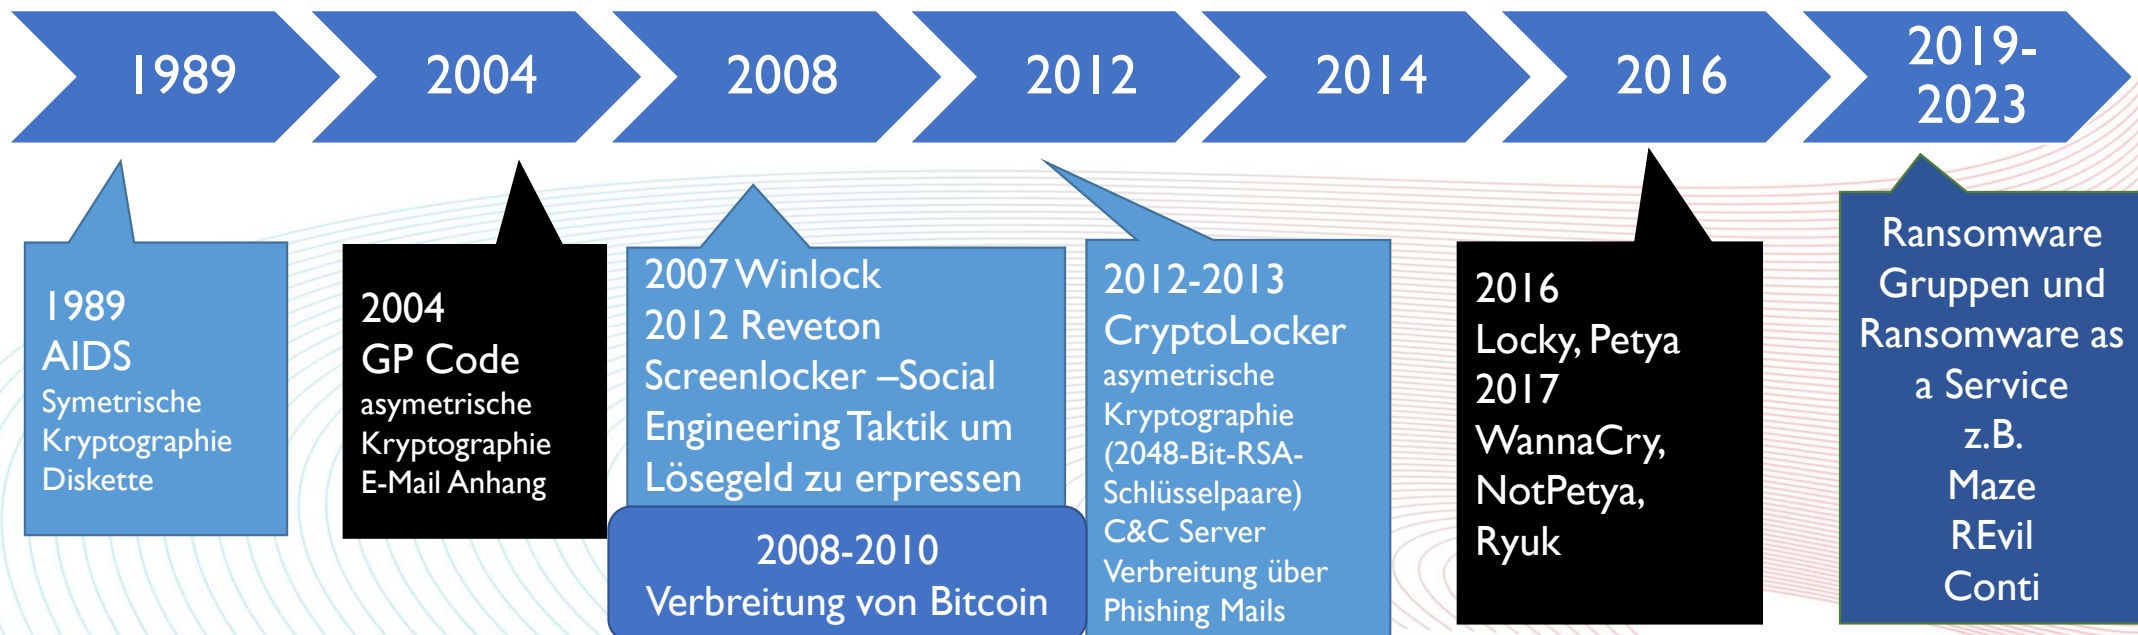 1989
2004
2008
2012
2014
2016
2019-
2023
1989
AIDS
Symetrische
Kryptographie
Diskette
2004
GP Code
asymetrische
Kryptographie
E-Mail Anhang
2007 Winlock
2012 Reveton
Screenlocker –Social
Engineering Taktik um
Lösegeld zu erpressen
2008-2010
Verbreitung von Bitcoin
2012-2013
CryptoLocker
asymetrische
Kryptographie
(2048-Bit-RSA-
Schlüsselpaare)
C&C Server
Verbreitung über
Phishing Mails
2016
Locky, Petya
2017
WannaCry,
NotPetya,
Ryuk
Ransomware
Gruppen und
Ransomware as
a Service
z.B.
Maze
REvil
Conti